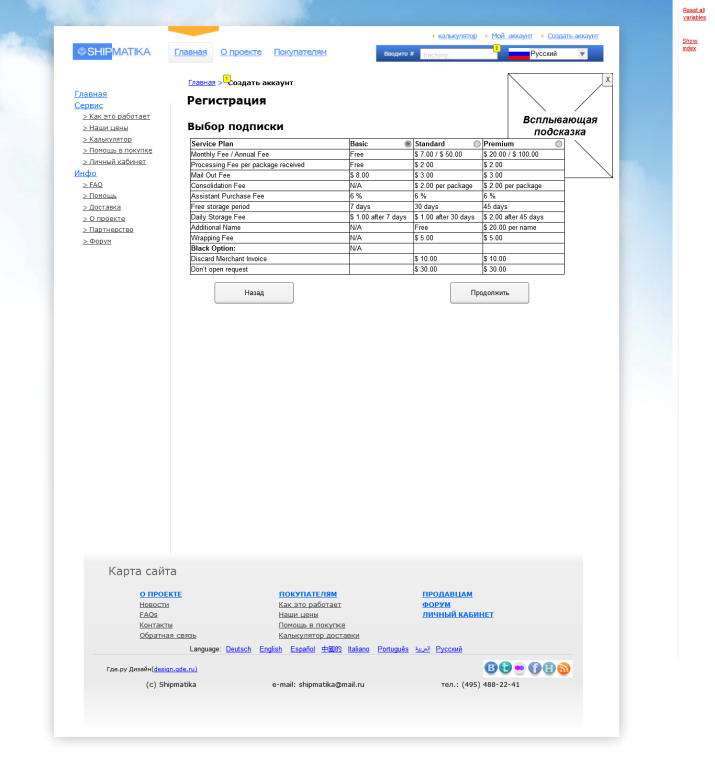 Reset all
variables
Show
index
калькулятор Мой аккаунт Создать аккаунт
SHIPMATIKA
Главная О проекте Покупателям
Вводите # tracking 2 Русский
Главная > 1 Создать аккаунт
Регистрация
X
Всплывающая
подсказка
Главная
Сервис
> Как это работает
> Наши цены
> Калькулятор
> Помощь в покупке
> Личный кабинет
Инфо
> FAQ
> Помощь
> Доставка
> О проекте
> Партнерство
> Форум
Выбор подписки
Service Plan Basic Standard Premium
Monthly Fee / Annual Fee Free $ 7.00 / $ 50.00 $ 20.00 / $ 100.00
Processing Fee per package received Free $ 2.00 $ 2.00
Mail Out Fee $ 8.00 $ 3.00 $ 3.00
Consolidation Fee N/A $ 2.00 per package $ 2.00 per package
Assistant Purchase Fee 6 % 6 % 6 %
Free storage period 7 days 30 days 45 days
Daily Storage Fee $ 1.00 after 7 days $ 1.00 after 30 days $ 2.00 after 45 days
Additional Name N/A Free $ 20.00 per name
Wrapping Fee N/A $ 5.00 $ 5.00
Black Option: N/A
Discard Merchant Invoice $ 10.00 $ 10.00
Don't open request $ 30.00 $ 30.00
Назад Продолжить
Карта сайта
О ПРОЕКТЕ ПОКУПАТЕЛЯМ ПРОДАВЦАМ
Новости Как это работает ФОРУМ
FAQs Наши цены ЛИЧНЫЙ КАБИНЕТ
Контакты Помощь в покупке
Обратная связь Калькулятор доставки
Language: Deutsch English Español 中國的 Italiano Português العربية Русский
Где.ру Дизайн(design.gde.ru)
(c) Shipmatika e-mail: shipmatika@mail.ru тел.: (495) 488-22-41